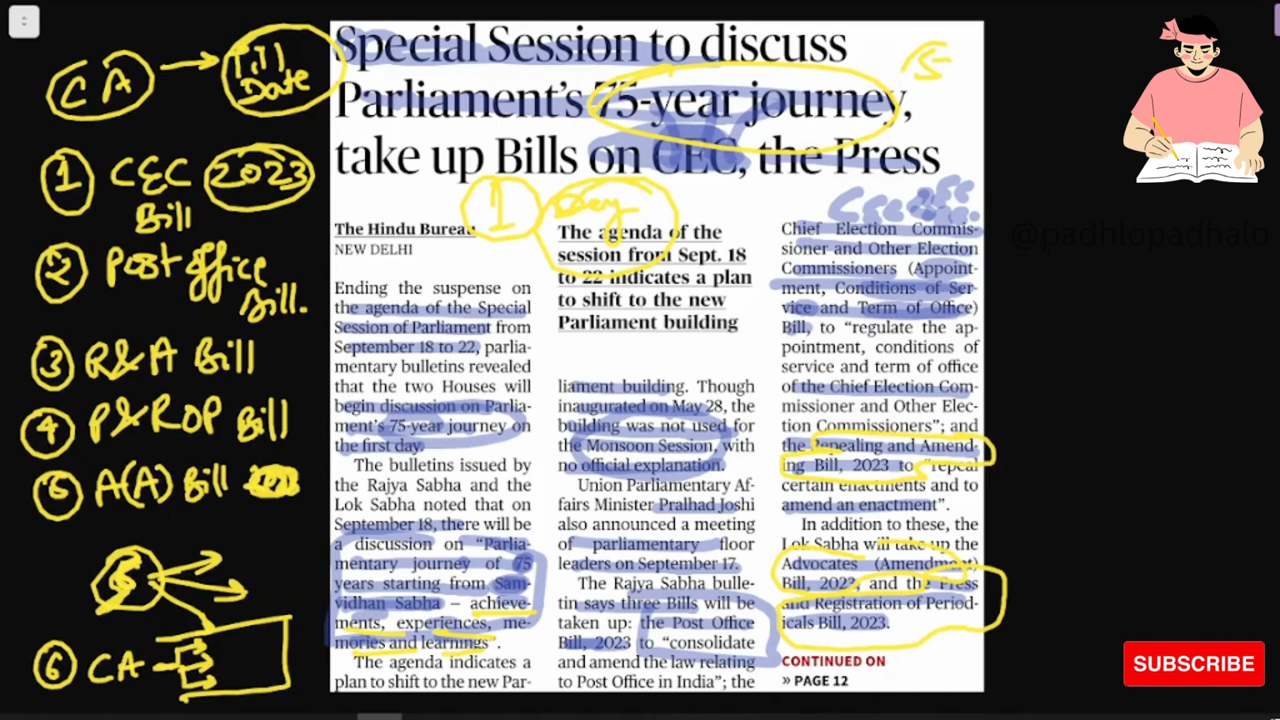 CA → 1,11
Date
① CEC 2023
Bill
② Post office
Bill.
③ R&A Bill
④ P&ROP Bill
⑤ A(A) Bill
5
⑥ CA
Special Session to discuss
Parliament's 75-year journey,
take up Bills on CEC, the Press
5
1 Day
The Hindu Bureau
NEW DELHI
Ending the suspense on
the agenda of the Special
Session of Parliament from
September 18 to 22, parlia-
mentary bulletins revealed
that the two Houses will
begin discussion on Parlia-
ment's 75-year journey on
the first day.
The bulletins issued by
the Rajya Sabha and the
Lok Sabha noted that on
September 18, there will be
a discussion on "Parlia-
mentary journey of 75
years starting from Sam-
vidhan Sabha – achieve-
ments, experiences, me-
mories and learnings".
The agenda indicates a
plan to shift to the new Par-
The agenda of the
session from Sept. 18
to 22 indicates a plan
to shift to the new
Parliament building
liament building. Though
inaugurated on May 28, the
building was not used for
the Monsoon Session, with
no official explanation.
Union Parliamentary Af-
fairs Minister Pralhad Joshi
also announced a meeting
of parliamentary floor
leaders on September 17.
The Rajya Sabha bulle-
tin says three Bills will be
taken up: the Post Office
Bill, 2023 to "consolidate
and amend the law relating
to Post Office in India"; the
Chief Election Commis-
sioner and Other Election
Commissioners (Appoint-
ment, Conditions of Ser-
vice and Term of Office)
Bill, to "regulate the ap-
pointment, conditions of
service and term of office
of the Chief Election Com-
missioner and Other Elec-
tion Commissioners"; and
the Repealing and Amend-
ing Bill, 2023 to "repeal
certain enactments and to
amend an enactment".
In addition to these, the
Lok Sabha will take up the
Advocates (Amendment)
Bill, 2023, and the Press
and Registration of Period-
icals Bill, 2023.
CONTINUED ON
» PAGE 12
@padhlopadhalo
SUBSCRIBE